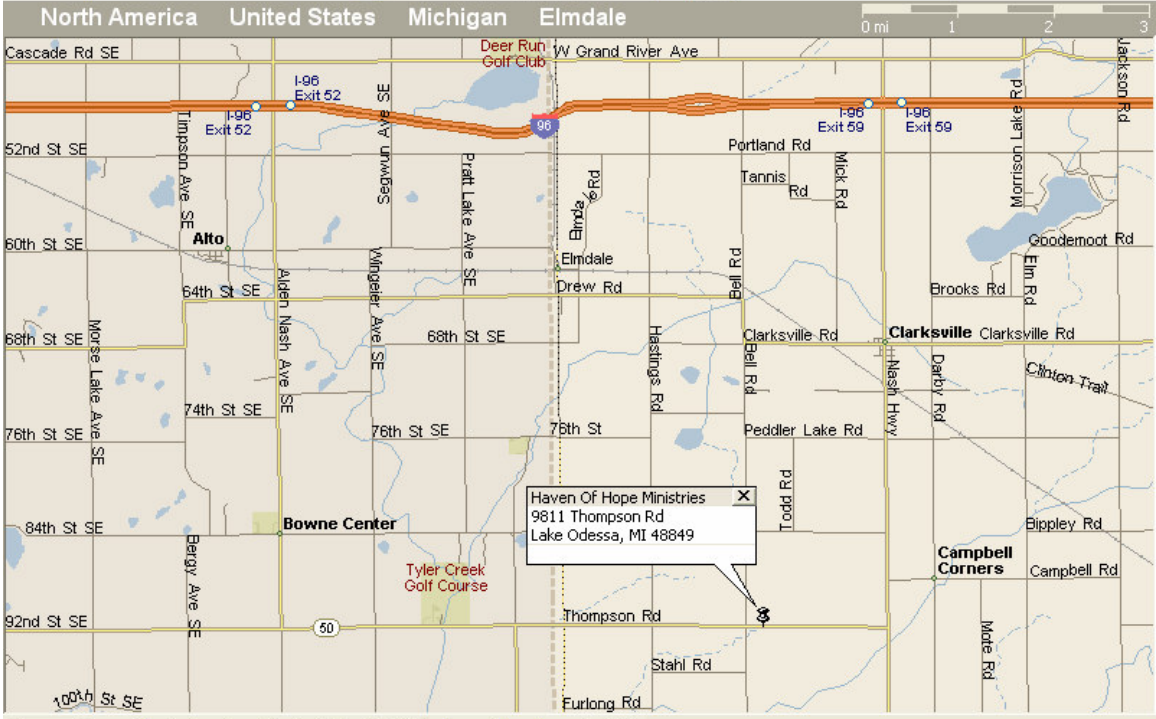 North America United States Michigan Elmdale
0 mi 1 2 3
Deer Run
Golf Club
W Grand River Ave
Cascade Rd SE
Jackson Rd
I-96
Exit 52
I-96
Exit 52
96
I-96
Exit 59
I-96
Exit 59
Timpson Ave SE
Segwun Ave SE
Pratt Lake Ave SE
52nd St SE
Portland Rd
Tannis
Rd
Mick Rd
Morrison Lake Rd
Elmdale Rd
Alto
60th St SE
Elmdale
Goodemoot Rd
Drew Rd
Bell Rd
Brooks Rd
Elm Rd
64th St SE
Alden Nash Ave SE
Wingeier Ave SE
68th St SE
Morse Lake Ave SE
68th St SE
Hastings Rd
Clarksville Rd
Bell Rd
Clarksville
Clarksville Rd
Nash Hwy
Darby Rd
Clinton Trail
74th St SE
76th St SE
76th St SE
76th St
Peddler Lake Rd
Todd Rd
Haven Of Hope Ministries
9811 Thompson Rd
Lake Odessa, MI 48849
84th St SE
Bowne Center
Bippley Rd
Bergy Ave SE
Tyler Creek
Golf Course
Campbell
Corners
Campbell Rd
92nd St SE
50
Thompson Rd
Mote Rd
Stahl Rd
100th St SE
Furlong Rd